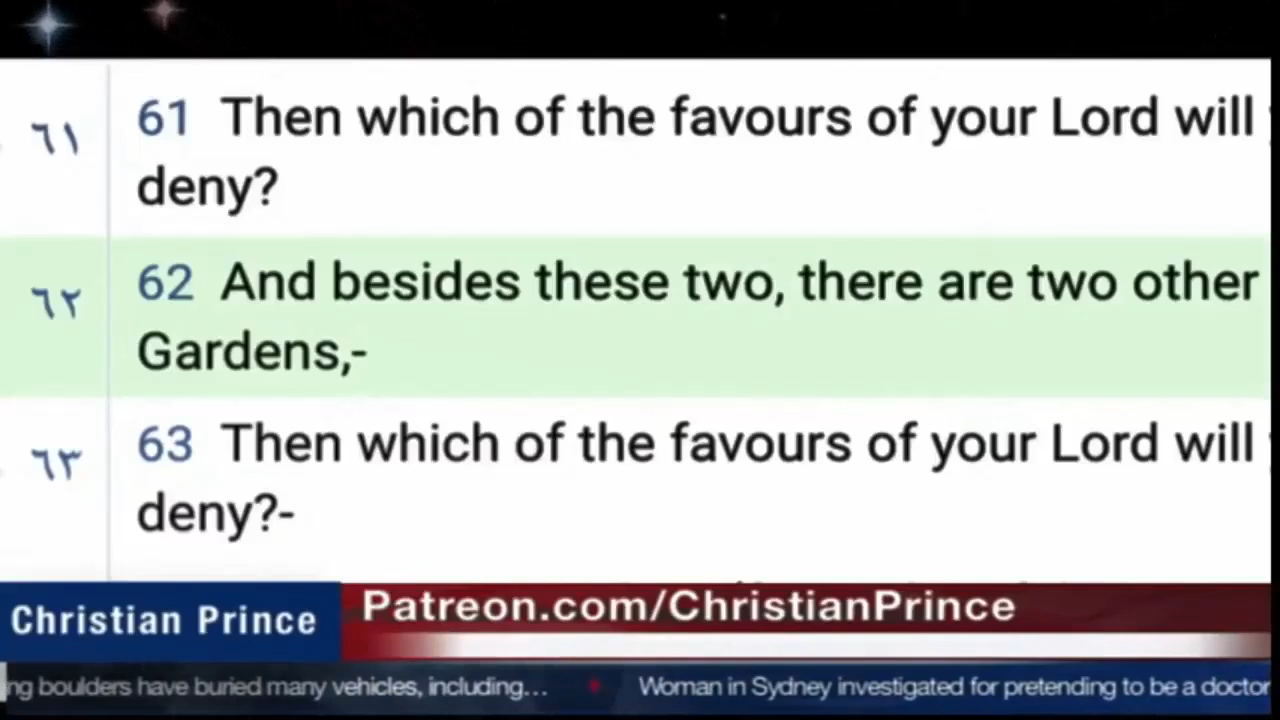 ٦١ 61 Then which of the favours of your Lord will
deny?
٦٢ 62 And besides these two, there are two other
Gardens,-
٦٣ 63 Then which of the favours of your Lord will
deny?-
Christian Prince
Patreon.com/ChristianPrince
ng boulders have buried many vehicles, including... Woman in Sydney investigated for pretending to be a doctor